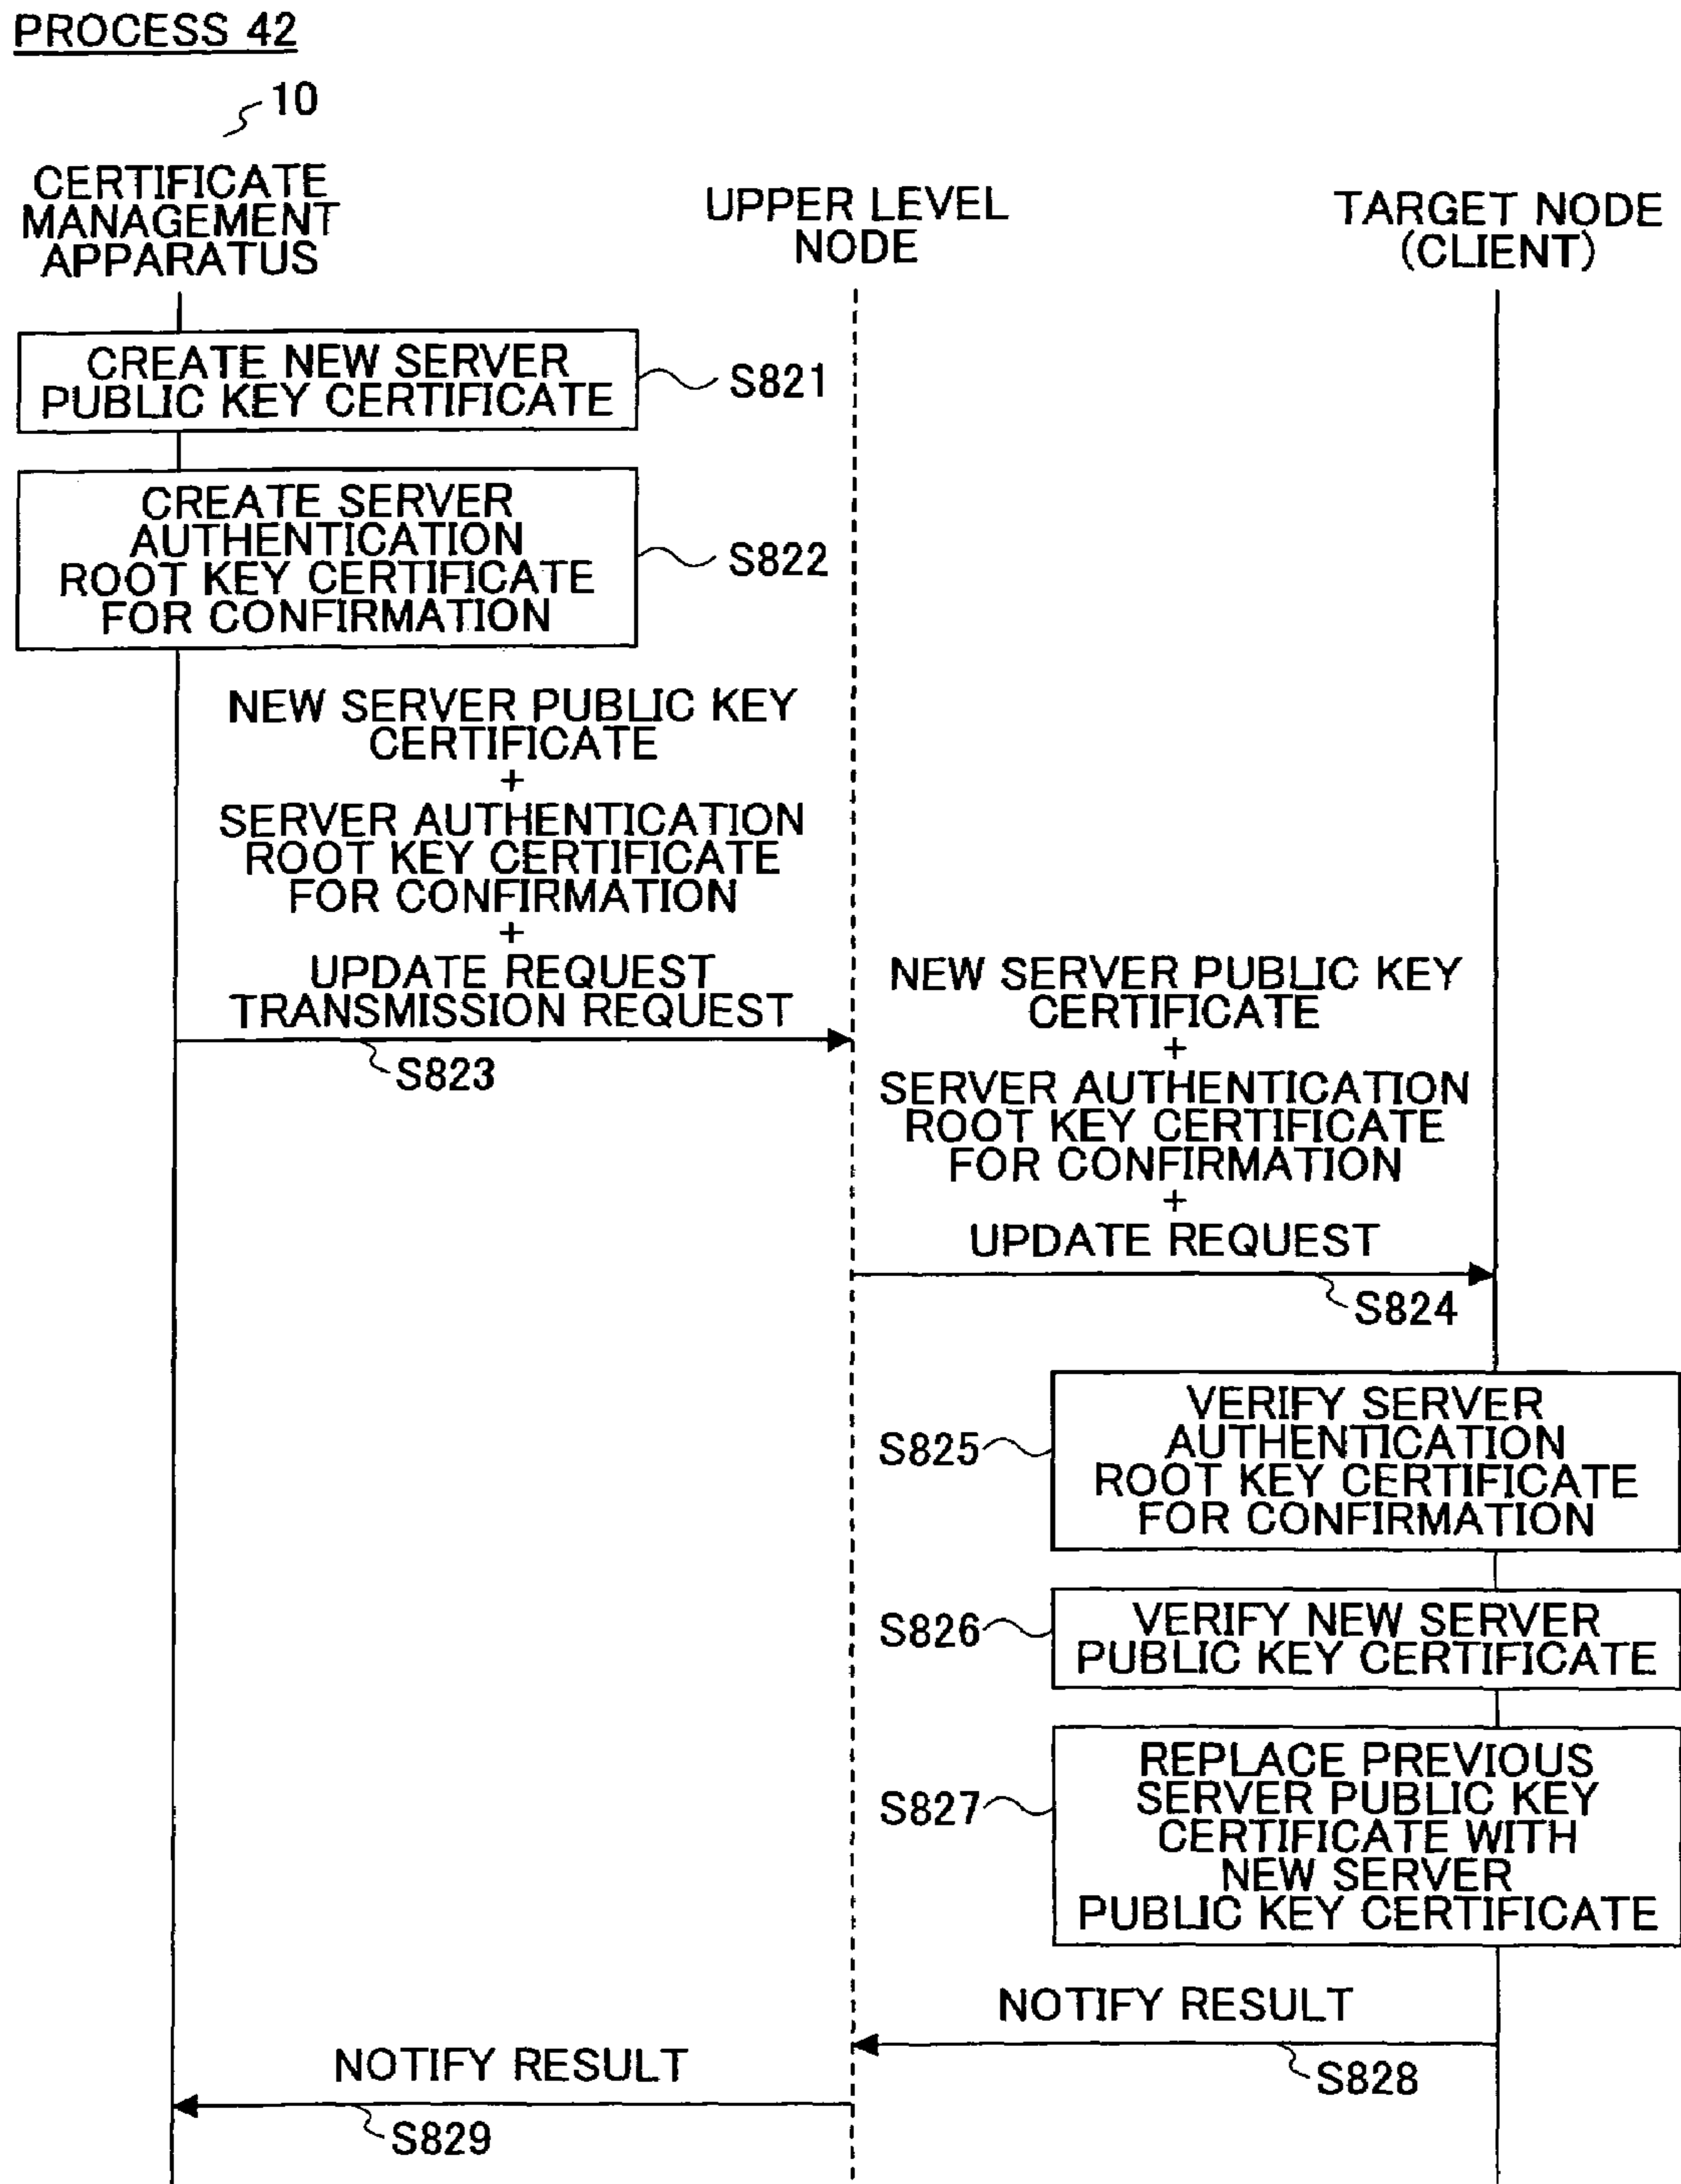 PROCESS 42
10
CERTIFICATE
MANAGEMENT
APPARATUS
UPPER LEVEL
NODE
TARGET NODE
(CLIENT)
CREATE NEW SERVER
PUBLIC KEY CERTIFICATE
S821
CREATE SERVER
AUTHENTICATION
ROOT KEY CERTIFICATE
FOR CONFIRMATION
S822
NEW SERVER PUBLIC KEY
CERTIFICATE
+
SERVER AUTHENTICATION
ROOT KEY CERTIFICATE
FOR CONFIRMATION
+
UPDATE REQUEST
TRANSMISSION REQUEST
S823
NEW SERVER PUBLIC KEY
CERTIFICATE
+
SERVER AUTHENTICATION
ROOT KEY CERTIFICATE
FOR CONFIRMATION
+
UPDATE REQUEST
S824
S825
VERIFY SERVER
AUTHENTICATION
ROOT KEY CERTIFICATE
FOR CONFIRMATION
S826
VERIFY NEW SERVER
PUBLIC KEY CERTIFICATE
S827
REPLACE PREVIOUS
SERVER PUBLIC KEY
CERTIFICATE WITH
NEW SERVER
PUBLIC KEY CERTIFICATE
NOTIFY RESULT
S828
NOTIFY RESULT
S829